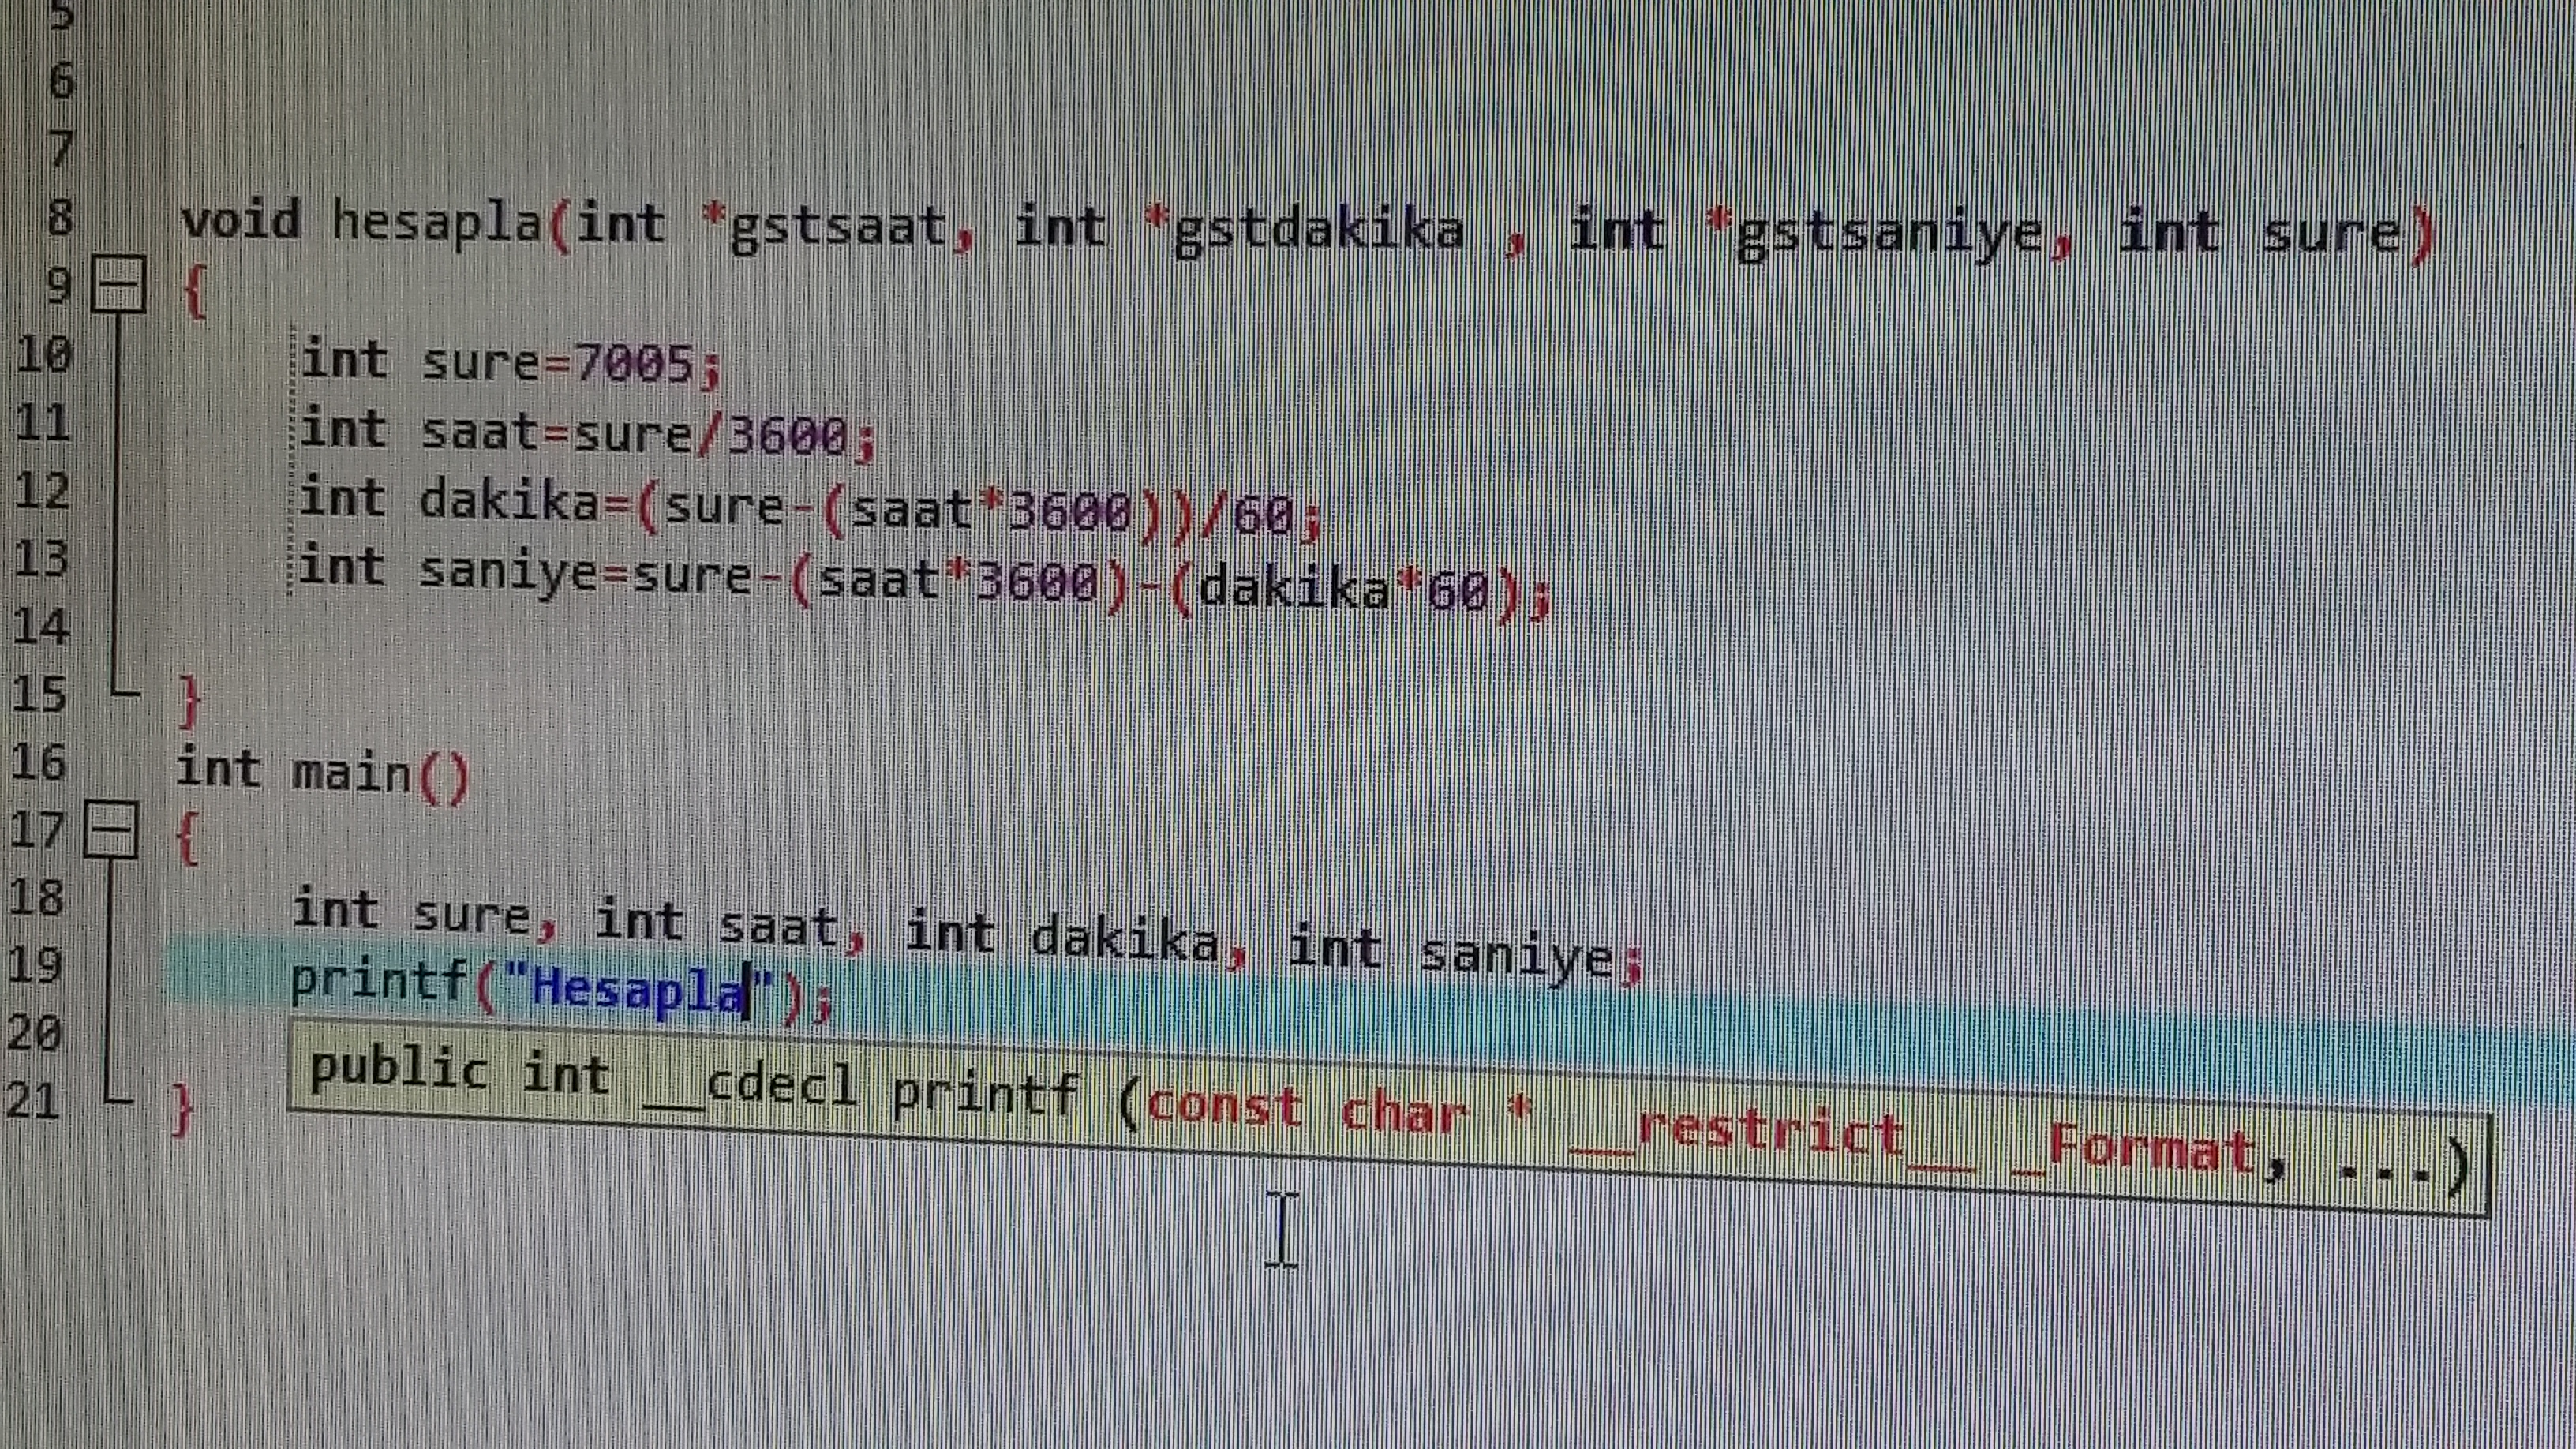 5
6
7
8 void hesapla(int *gstsaat, int *gstdakika , int *gstsaniye, int sure)
9 {
10 int sure=7005;
11 int saat=sure/3600;
12 int dakika=(sure-(saat*3600))/60;
13 int saniye=sure-(saat*3600)-(dakika*60);
14
15 }
16 int main()
17 {
18 int sure, int saat, int dakika, int saniye;
19 printf("Hesapla");
20 public int __cdecl printf (const char * __restrict__ _Format, ...)
21 }